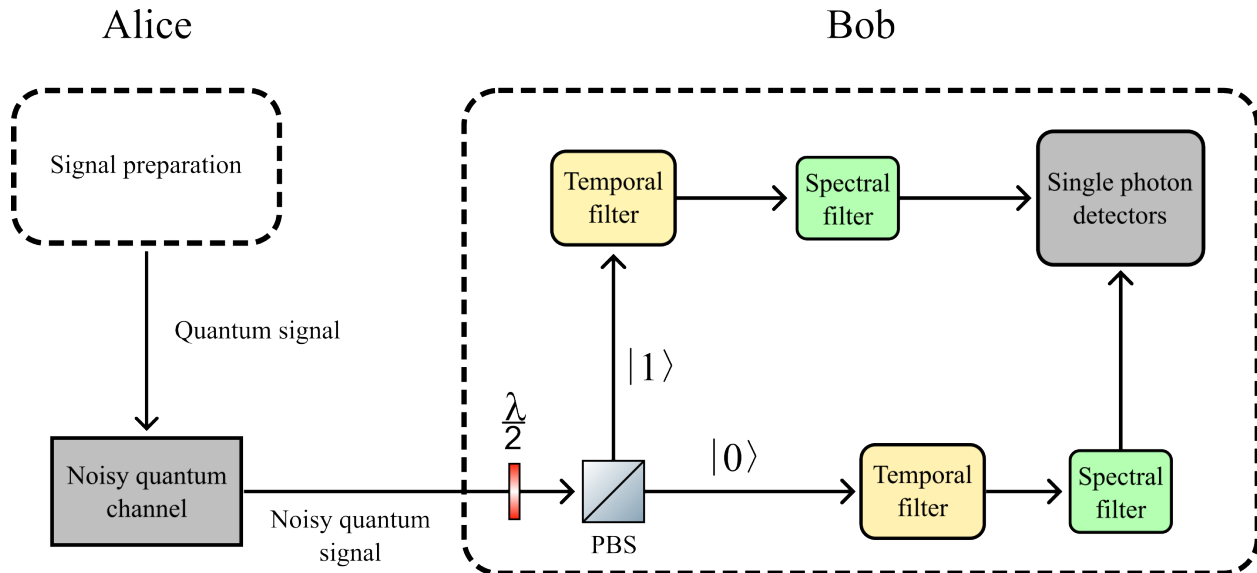 Alice
Bob
Signal preparation
Temporal
filter
Spectral
filter
Single photon
detectors
Quantum signal
|1⟩
λ
2
|0⟩
Noisy quantum
channel
Temporal
filter
Spectral
filter
Noisy quantum
signal
PBS